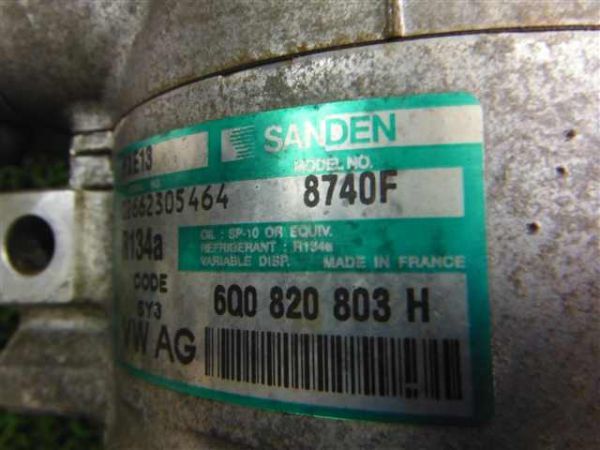 SANDEN
MODEL NO.
8740F
662305464
R134a
OIL : SP-10 OR EQUIV.
REFRIGERANT : R134a
VARIABLE DISP. MADE IN FRANCE
CODE
6Y3
6Q0 820 803 H
VW AG